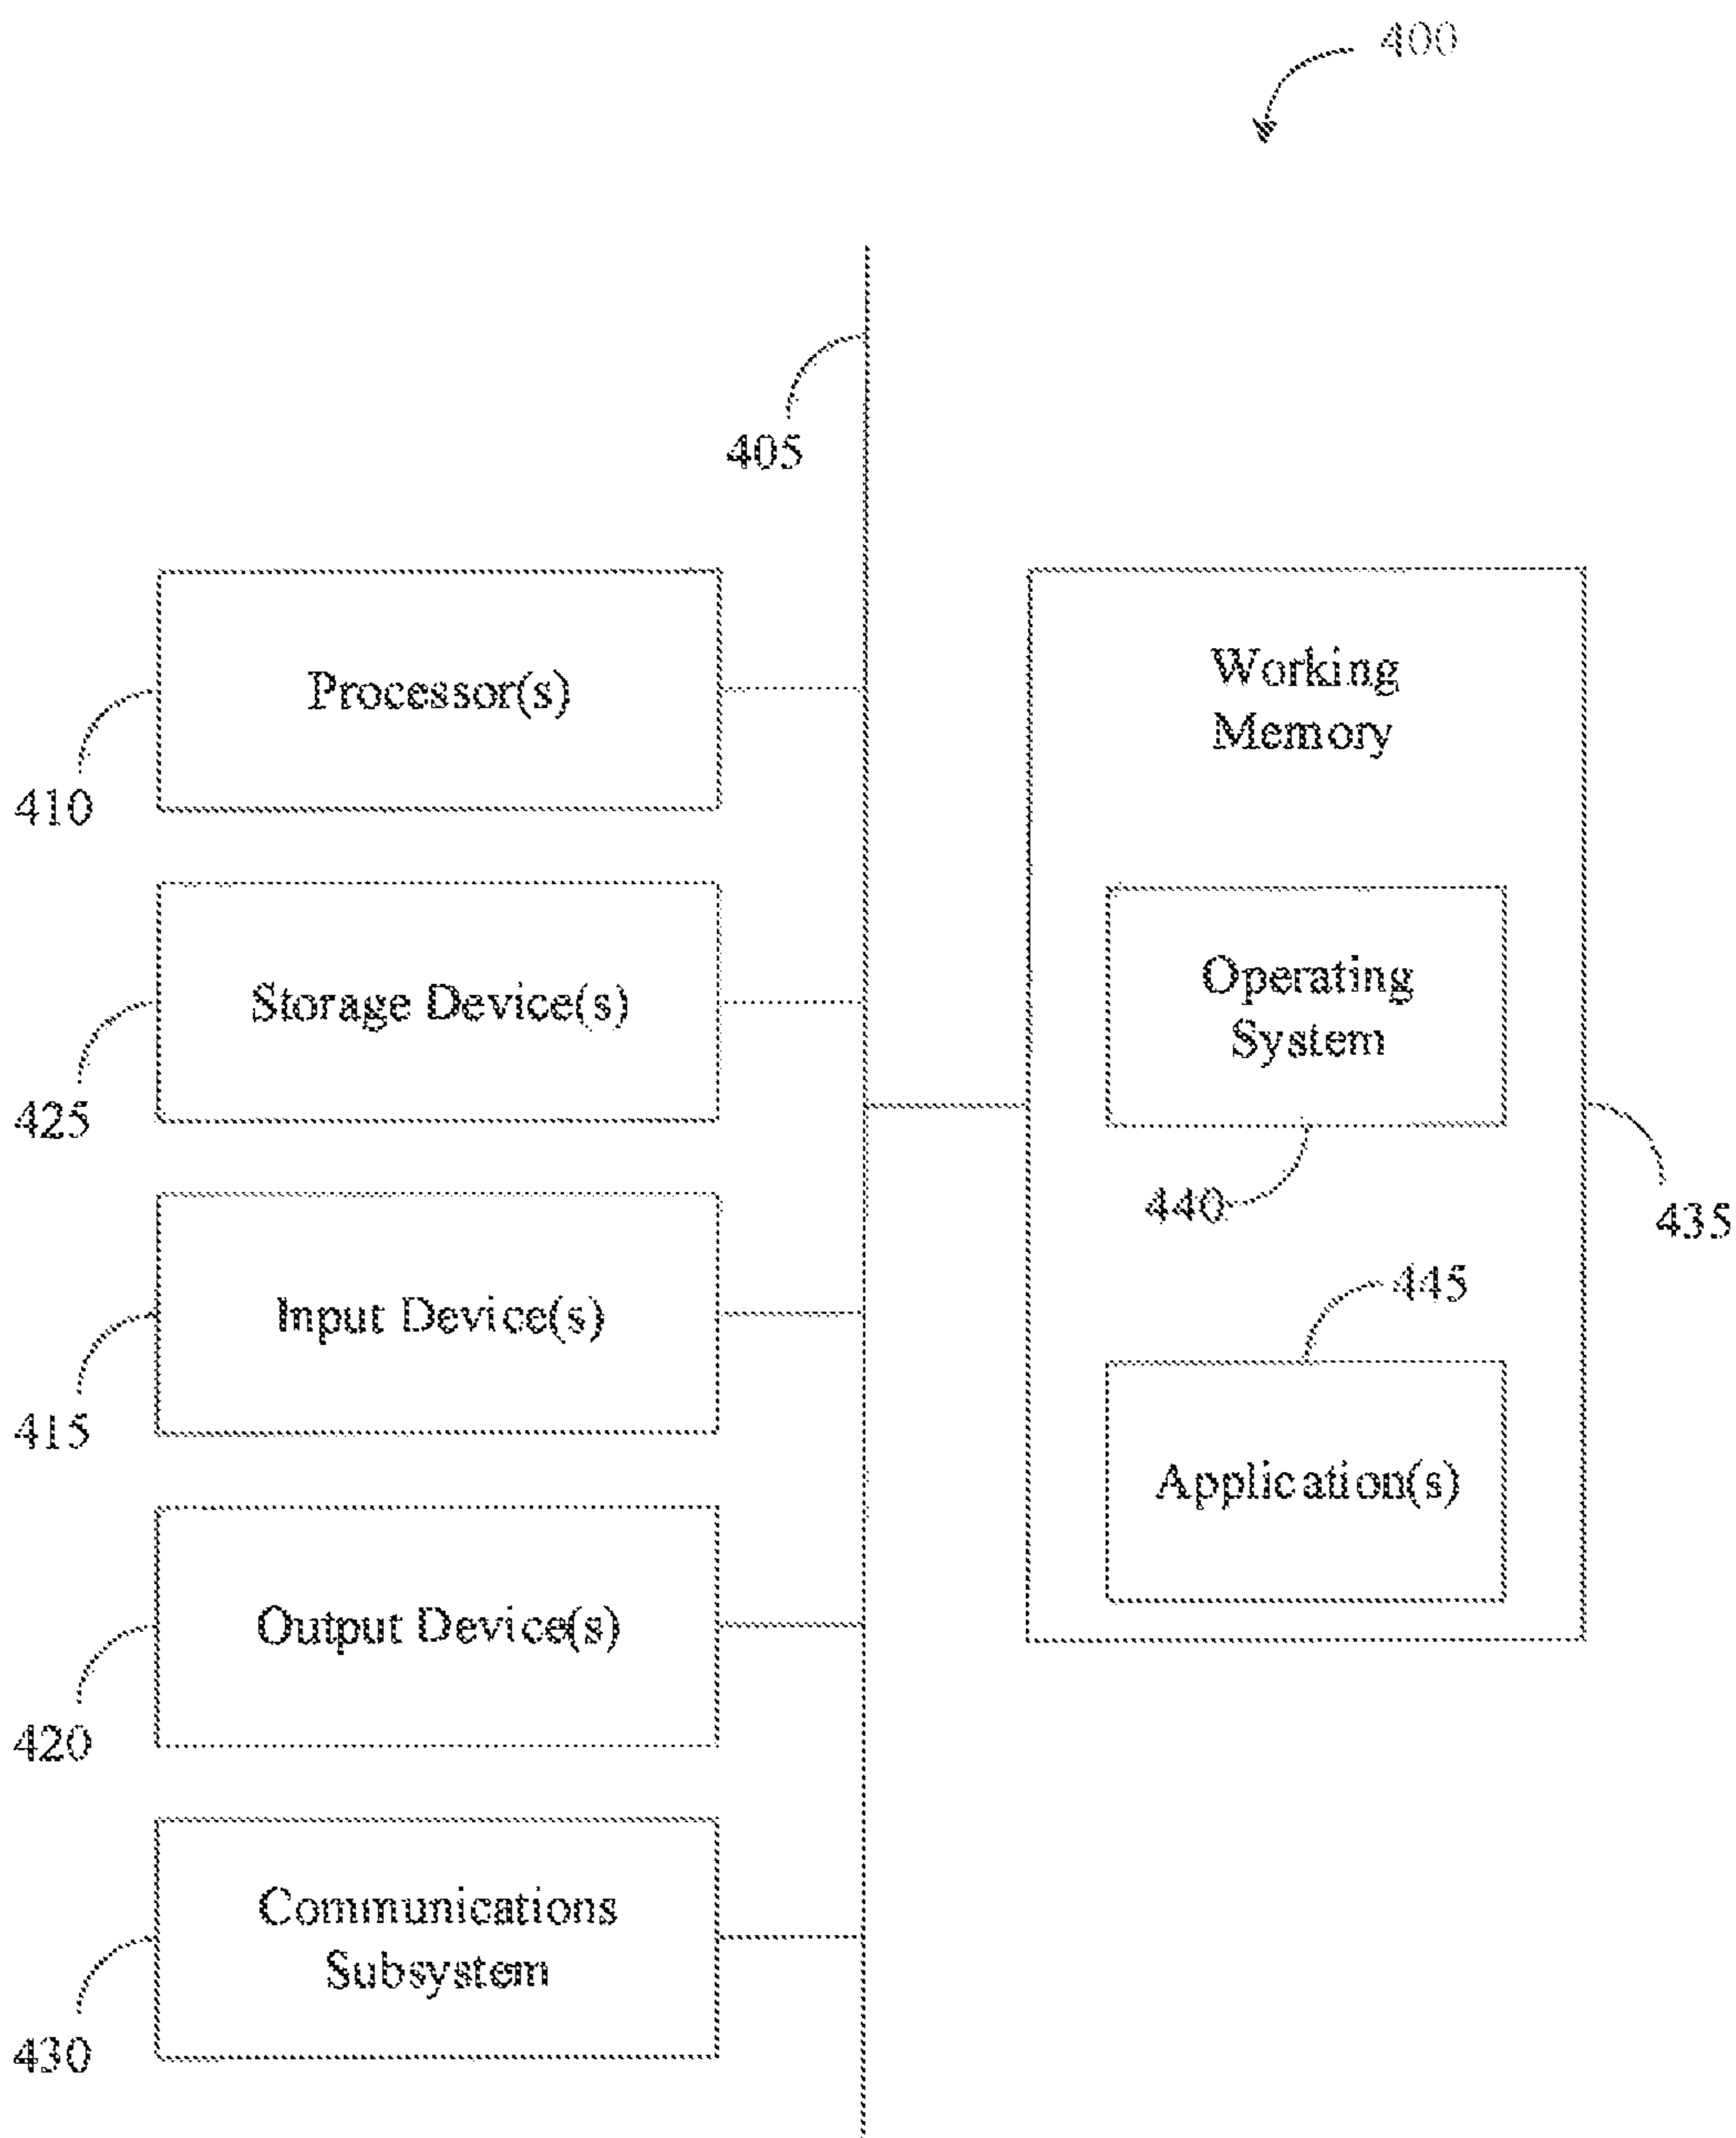 400
405
Processor(s)
410
Storage Device(s)
425
Input Device(s)
415
Output Device(s)
420
Communications
Subsystem
430
Working
Memory
Operating
System
440
435
445
Application(s)